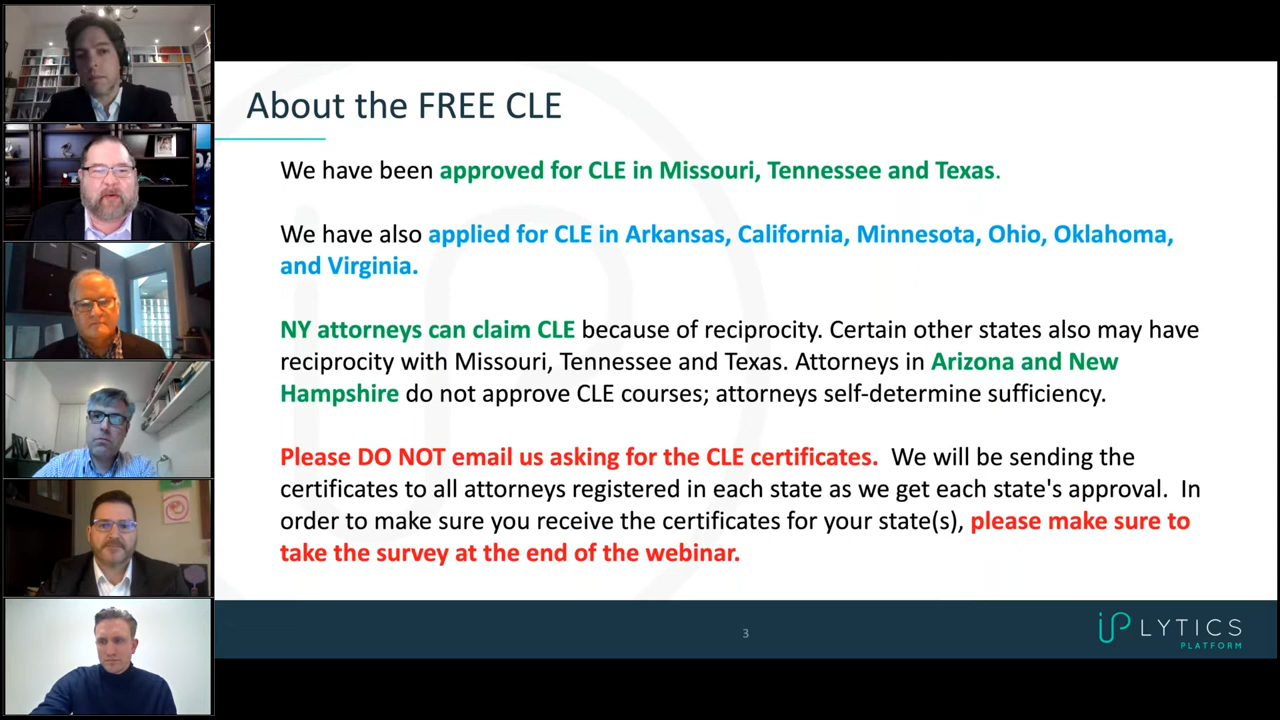 About the FREE CLE
We have been approved for CLE in Missouri, Tennessee and Texas.
We have also applied for CLE in Arkansas, California, Minnesota, Ohio, Oklahoma,
and Virginia.
NY attorneys can claim CLE because of reciprocity. Certain other states also may have
reciprocity with Missouri, Tennessee and Texas. Attorneys in Arizona and New
Hampshire do not approve CLE courses; attorneys self-determine sufficiency.
Please DO NOT email us asking for the CLE certificates.  We will be sending the
certificates to all attorneys registered in each state as we get each state's approval.  In
order to make sure you receive the certificates for your state(s), please make sure to
take the survey at the end of the webinar.
3
iPLYTICS
PLATFORM